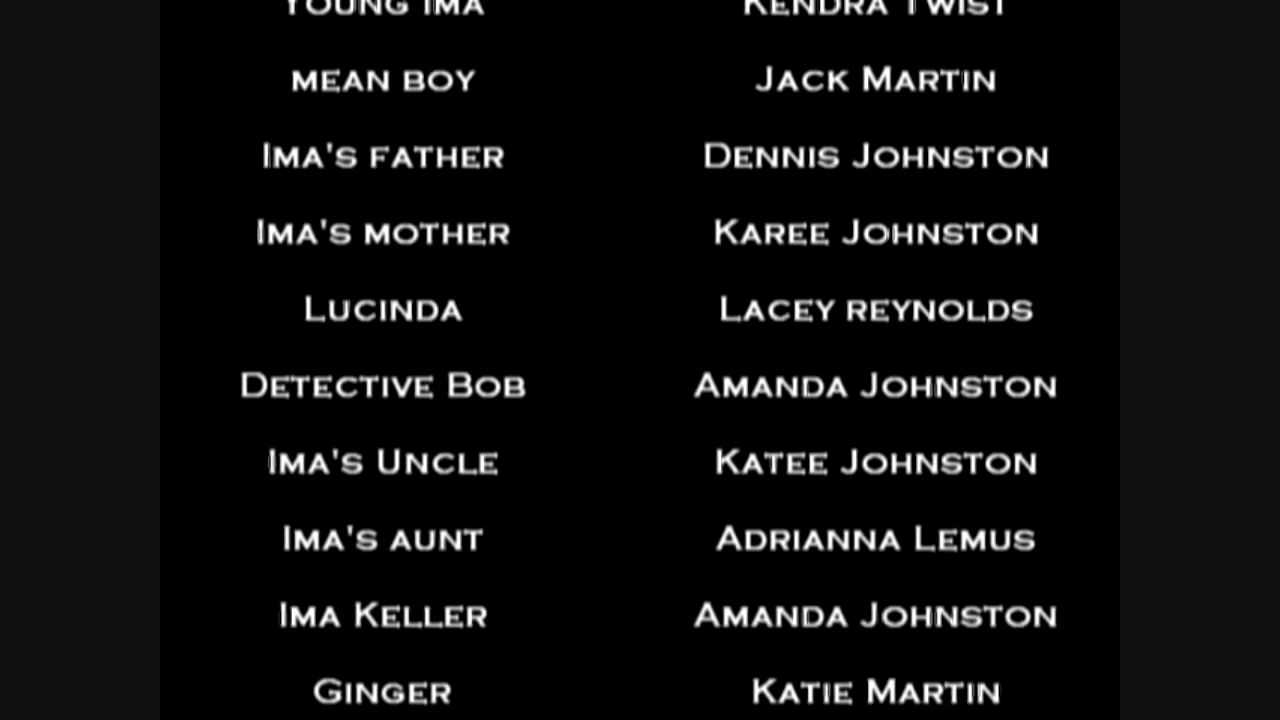 Young Ima Kendra Twist
mean boy Jack Martin
Ima's father Dennis Johnston
Ima's mother Karee Johnston
Lucinda Lacey reynolds
Detective Bob Amanda Johnston
Ima's Uncle Katee Johnston
Ima's aunt Adrianna Lemus
Ima Keller Amanda Johnston
Ginger Katie Martin